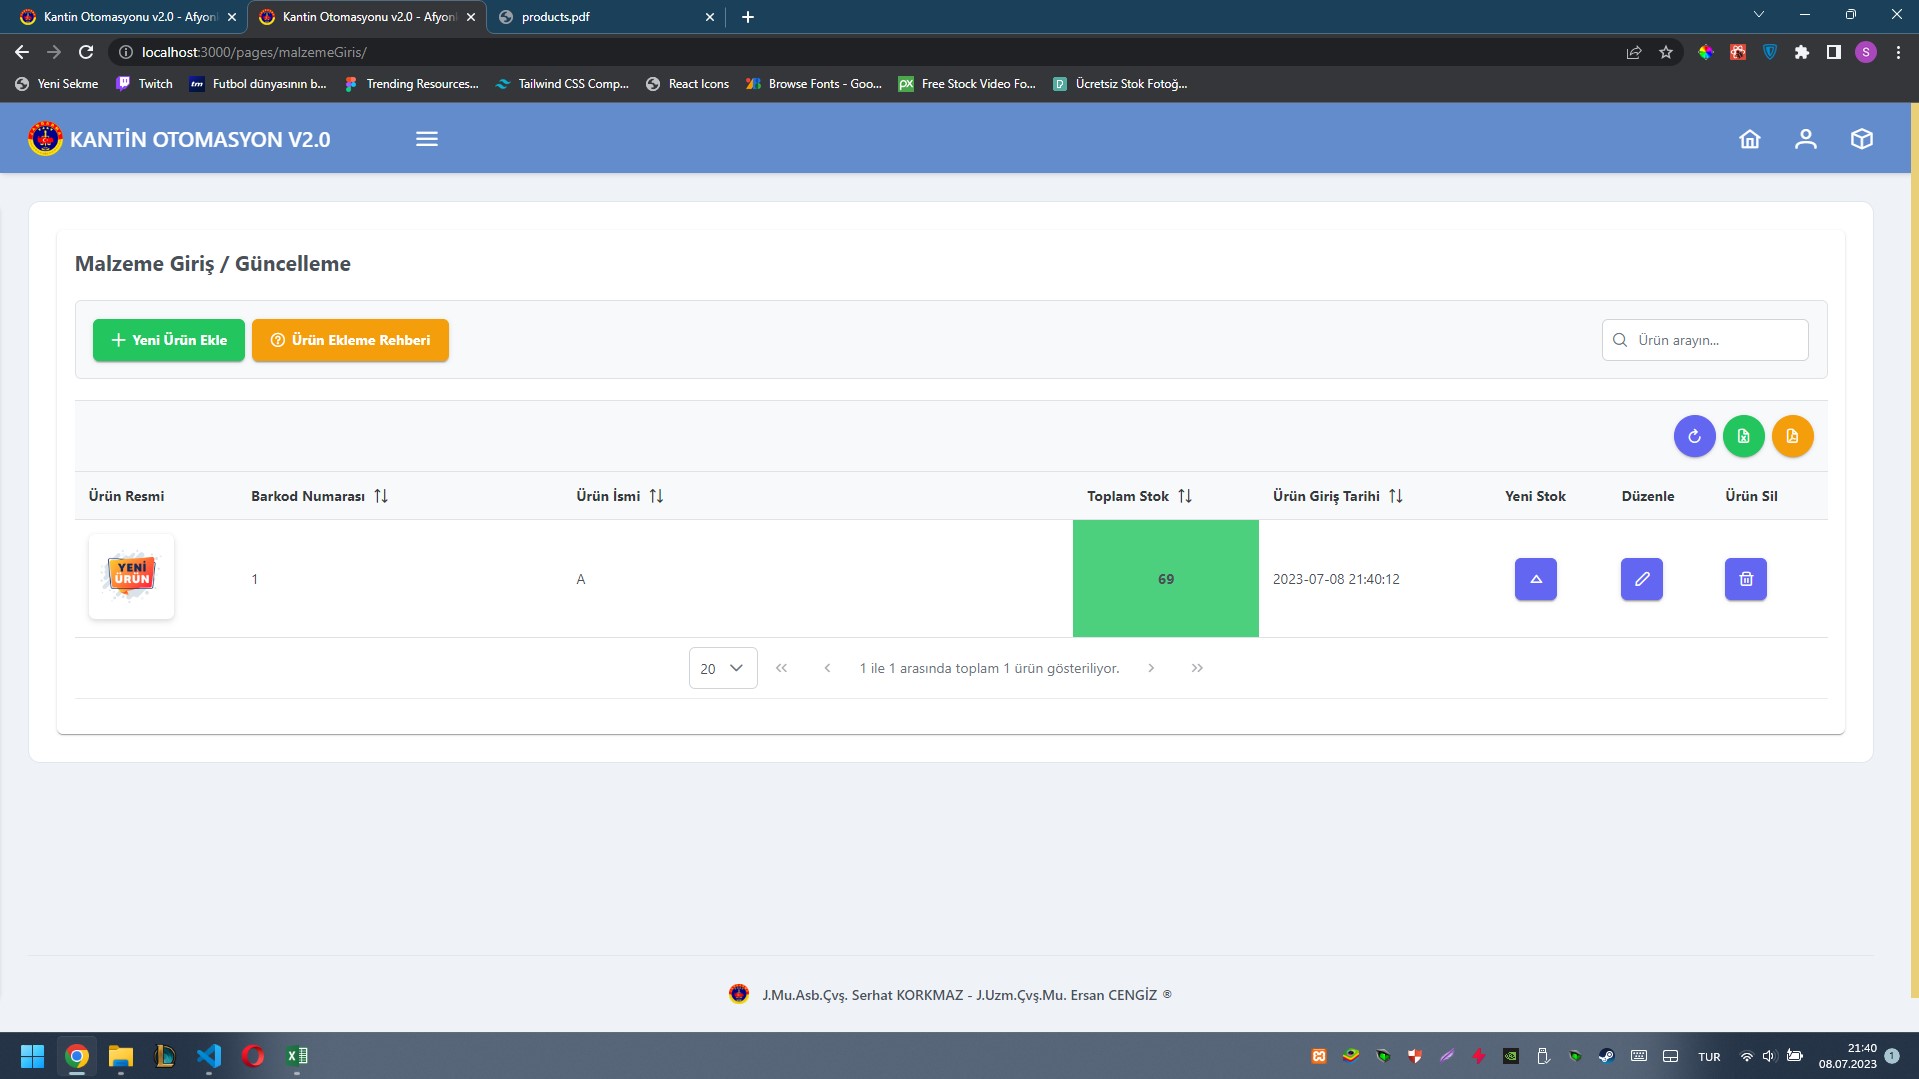 Kantin Otomasyonu v2.0 - Afyon
Kantin Otomasyonu v2.0 - Afyon
products.pdf
localhost:3000/pages/malzemeGiris/
S
Yeni Sekme
Twitch
tm
Futbol dünyasının b...
Trending Resources...
Tailwind CSS Comp...
React Icons
Browse Fonts - Goo...
px
Free Stock Video Fo...
Ücretsiz Stok Fotoğ...
KANTİN OTOMASYON V2.0
Malzeme Giriş / Güncelleme
Yeni Ürün Ekle
Ürün Ekleme Rehberi
Ürün arayın...
Ürün Resmi
Barkod Numarası
Ürün İsmi
Toplam Stok
Ürün Giriş Tarihi
Yeni Stok
Düzenle
Ürün Sil
YENİ
ÜRÜN
1
A
69
2023-07-08 21:40:12
20
1 ile 1 arasında toplam 1 ürün gösteriliyor.
J.Mu.Asb.Çvş. Serhat KORKMAZ - J.Uzm.Çvş.Mu. Ersan CENGİZ ®
TUR
21:40
08.07.2023
1